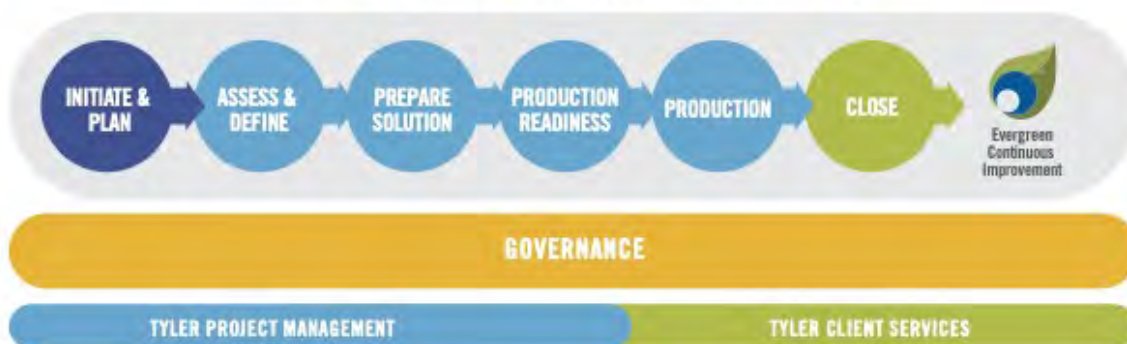 INITIATE &
PLAN
ASSESS &
DEFINE
PREPARE
SOLUTION
PRODUCTION
READINESS
PRODUCTION
CLOSE
Evergreen
Continuous
Improvement
GOVERNANCE
TYLER PROJECT MANAGEMENT
TYLER CLIENT SERVICES